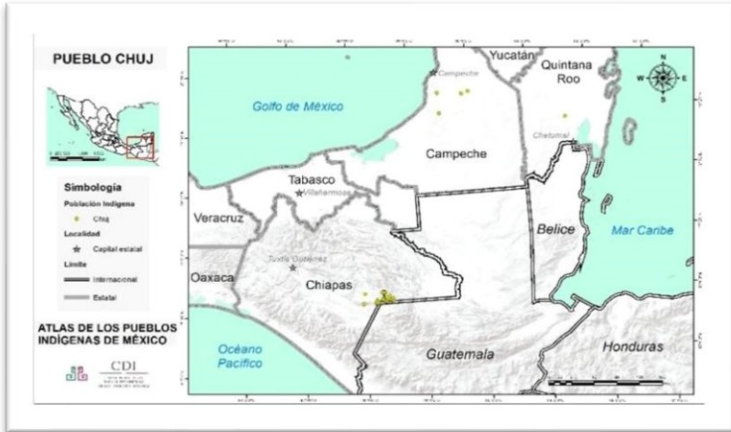 PUEBLO CHUJ
Simbología
Población Indígena
Chuj
Localidad
Capital estatal
Límite
Internacional
Estatal
ATLAS DE LOS PUEBLOS
INDÍGENAS DE MÉXICO
CDI
Golfo de México
Campeche
Yucatán
Quintana
Roo
N
W
E
S
Chetumal
Campeche
Tabasco
Villahermosa
Veracruz
Belice
Mar Caribe
Tuxtla Gutiérrez
Oaxaca
Chiapas
Océano
Pacífico
Guatemala
Honduras